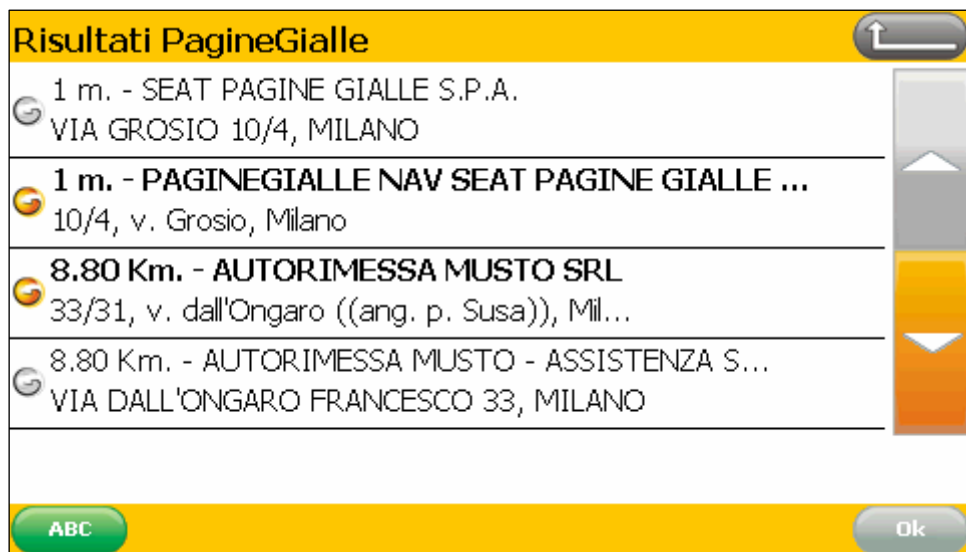 Risultati PagineGialle
1 m. - SEAT PAGINE GIALLE S.P.A.
VIA GROSIO 10/4, MILANO
1 m. - PAGINEGIALLE NAV SEAT PAGINE GIALLE ...
10/4, v. Grosio, Milano
8.80 Km. - AUTORIMESSA MUSTO SRL
33/31, v. dall'Ongaro ((ang. p. Susa)), Mil...
8.80 Km. - AUTORIMESSA MUSTO - ASSISTENZA S...
VIA DALL'ONGARO FRANCESCO 33, MILANO
ABC
Ok